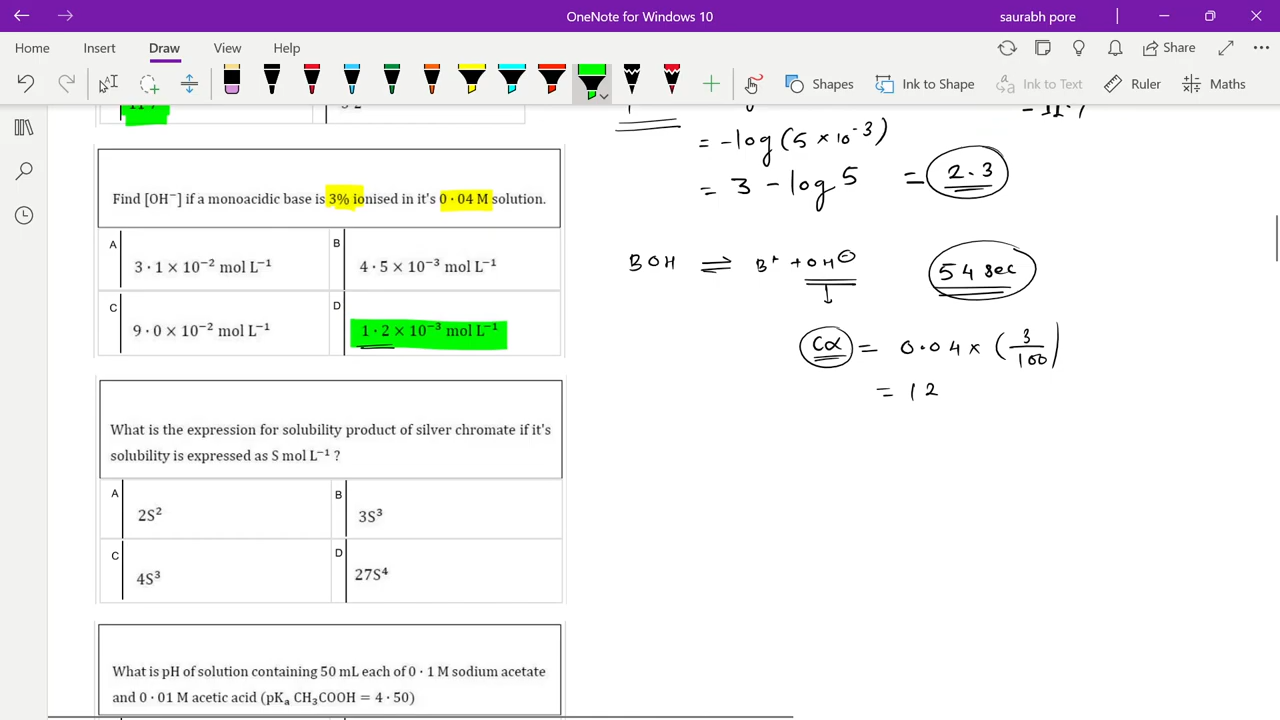 OneNote for Windows 10
saurabh pore
Home Insert Draw View Help
Share
Shapes Ink to Shape Ink to Text Ruler Maths
= -log(5 × 10⁻³)
= 3 - log 5 = 2.3
Find [OH⁻] if a monoacidic base is 3% ionised in it's 0·04 M solution.
A 3·1 × 10⁻² mol L⁻¹
B 4·5 × 10⁻³ mol L⁻¹
C 9·0 × 10⁻² mol L⁻¹
D 1·2 × 10⁻³ mol L⁻¹
BOH ⇌ B⁺ + OH⊖
54 sec
Cα = 0.04 × (3/100)
= 12
What is the expression for solubility product of silver chromate if it's
solubility is expressed as S mol L⁻¹ ?
A 2S²
B 3S³
C 4S³
D 27S⁴
What is pH of solution containing 50 mL each of 0·1 M sodium acetate
and 0·01 M acetic acid (pKₐ CH₃COOH = 4·50)